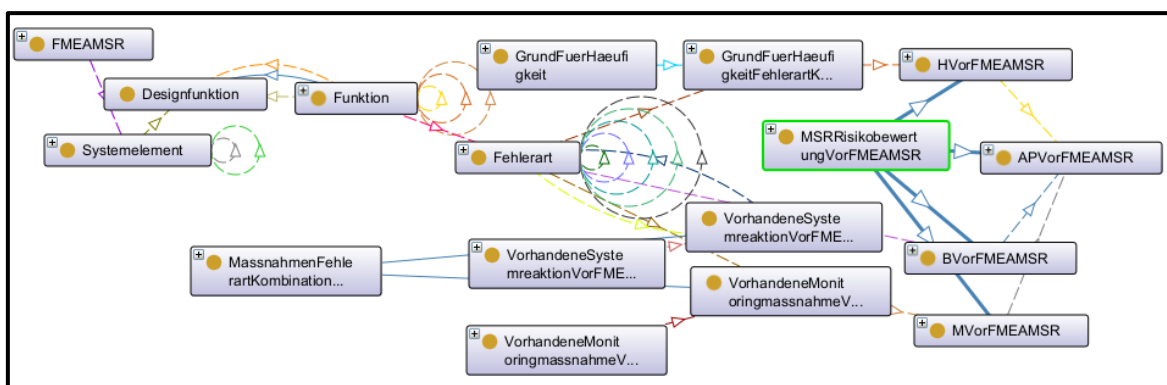 FMEAMSR
GrundFuerHaeufi
gkeit
GrundFuerHaeufi
gkeitFehlerartK...
HVorFMEAMSR
Designfunktion
Funktion
MSRRisikobewert
ungVorFMEAMSR
APVorFMEAMSR
Systemelement
Fehlerart
VorhandeneSyste
mreaktionVorFME...
VorhandeneSyste
mreaktionVorFME...
BVorFMEAMSR
MassnahmenFehle
rartKombination...
VorhandeneMonit
oringmassnahmeV...
MVorFMEAMSR
VorhandeneMonit
oringmassnahmeV...